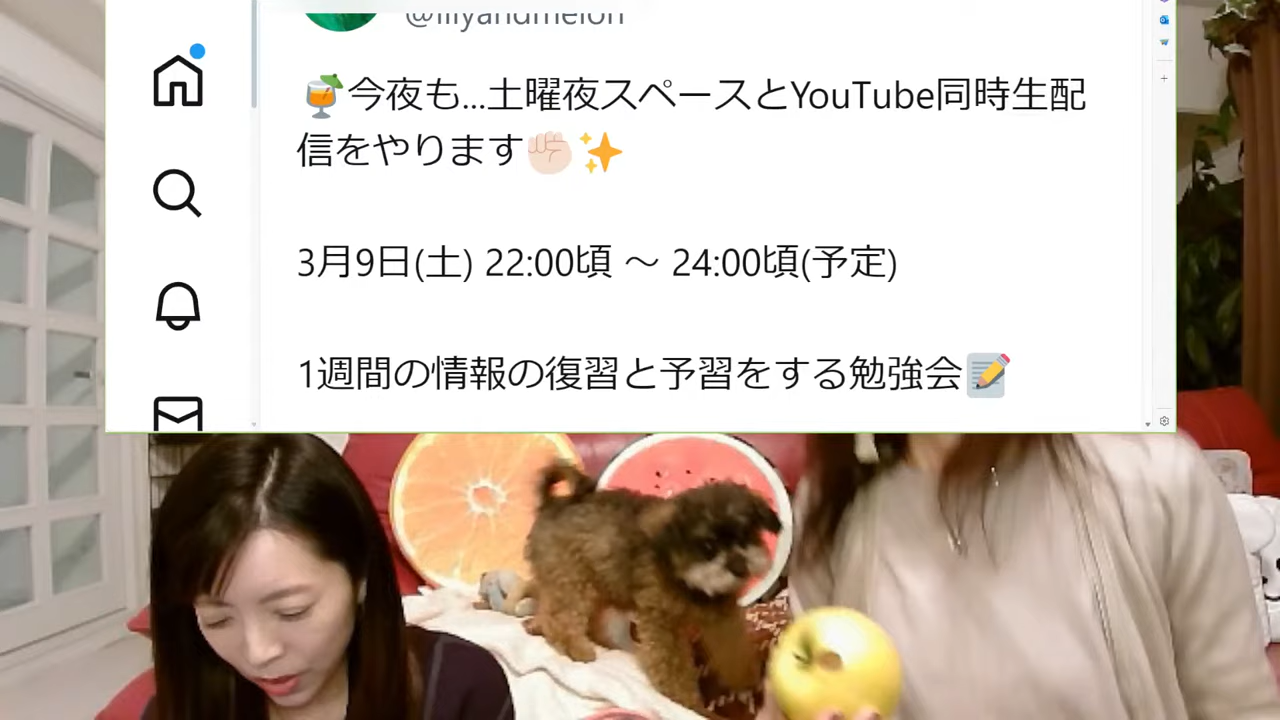 @lilyandmelon
🍹今夜も...土曜夜スペースとYouTube同時生配
信をやります✊🏻✨
3月9日(土) 22:00頃 ～ 24:00頃(予定)
1週間の情報の復習と予習をする勉強会📝